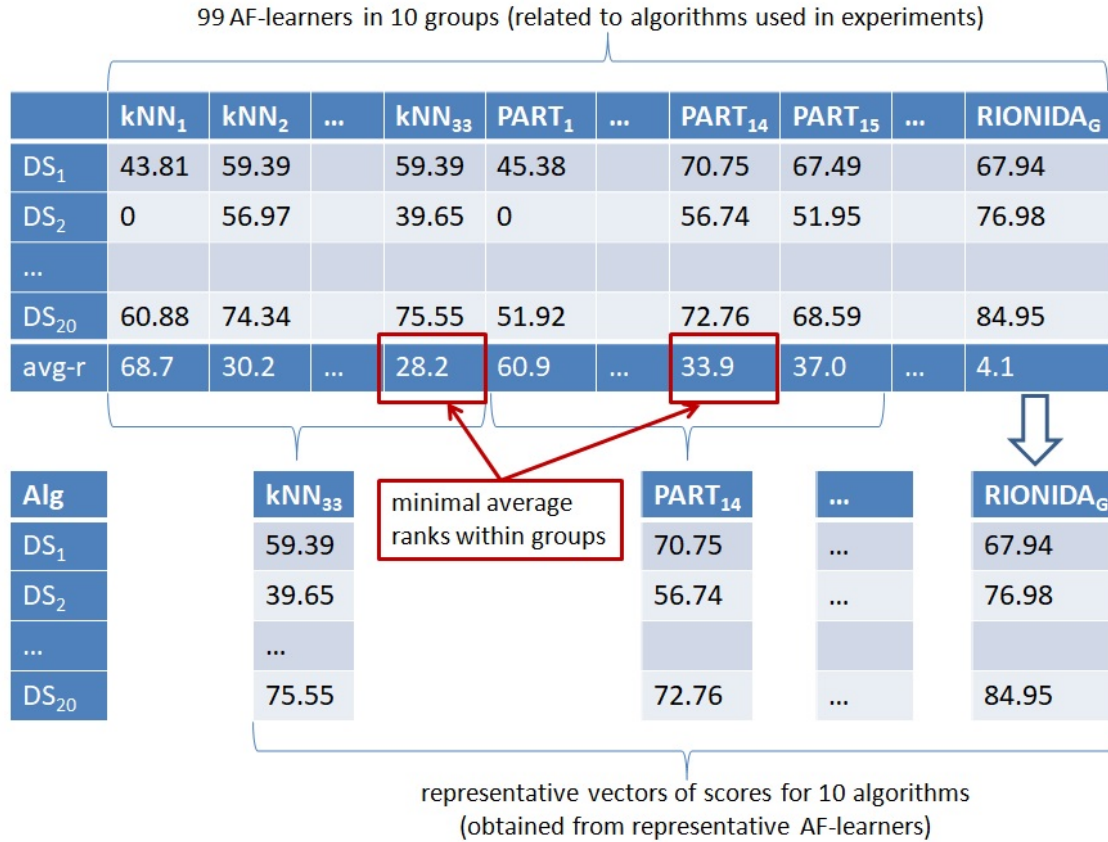 99 AF-learners in 10 groups (related to algorithms used in experiments)
kNN₁ kNN₂ ... kNN₃₃ PART₁ ... PART₁₄ PART₁₅ ... RIONIDA_G
DS₁ 43.81 59.39 59.39 45.38 70.75 67.49 67.94
DS₂ 0 56.97 39.65 0 56.74 51.95 76.98
...
DS₂₀ 60.88 74.34 75.55 51.92 72.76 68.59 84.95
avg-r 68.7 30.2 ... 28.2 60.9 ... 33.9 37.0 ... 4.1
minimal average
ranks within groups
Alg kNN₃₃ PART₁₄ ... RIONIDA_G
DS₁ 59.39 70.75 ... 67.94
DS₂ 39.65 56.74 ... 76.98
... ...
DS₂₀ 75.55 72.76 ... 84.95
representative vectors of scores for 10 algorithms
(obtained from representative AF-learners)